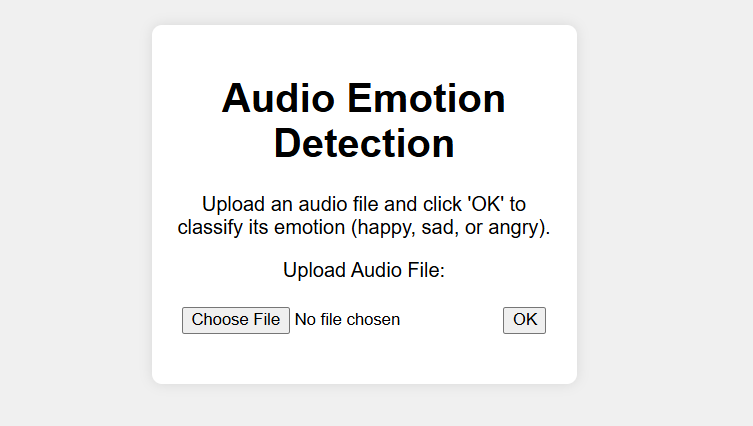 Audio Emotion
Detection
Upload an audio file and click 'OK' to
classify its emotion (happy, sad, or angry).
Upload Audio File:
Choose File No file chosen OK